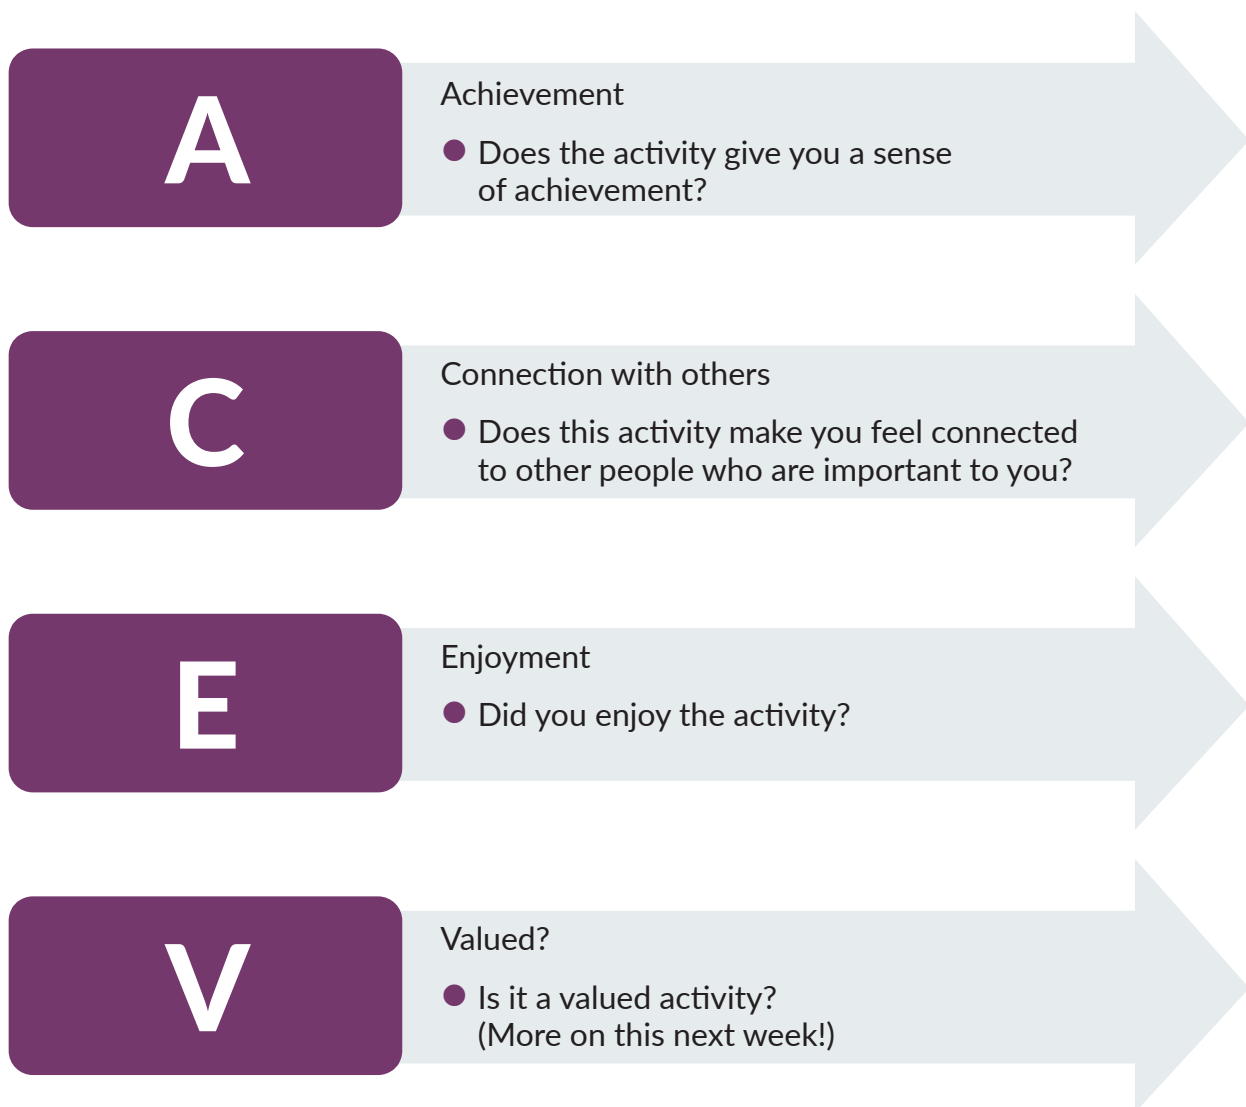 A
Achievement
Does the activity give you a sense
of achievement?
C
Connection with others
Does this activity make you feel connected
to other people who are important to you?
E
Enjoyment
Did you enjoy the activity?
V
Valued?
Is it a valued activity?
(More on this next week!)